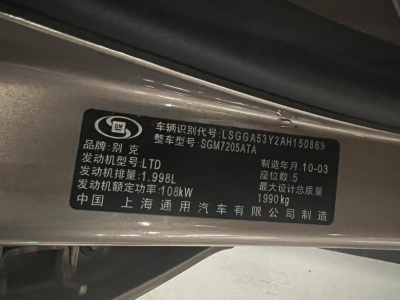 GM
车辆识别代号: LSGGA53Y2AH150869
整车型号: SGM7205ATA
品牌: 别 克
发动机型号: LTD
制造年月: 10-03
发动机排量: 1.998L
座位数: 5
发动机额定功率: 108kW
最大设计总质量
1990kg
中国 上海通用汽车有限公司制造